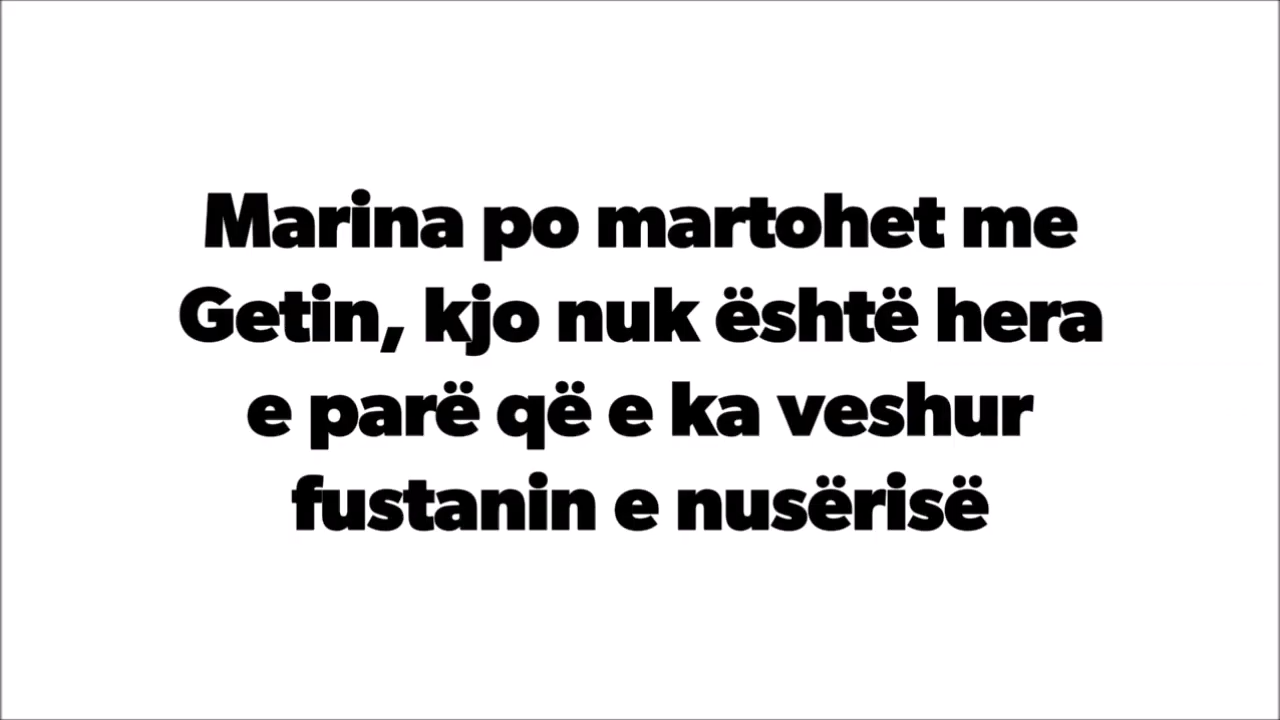 Marina po martohet me
Getin, kjo nuk është hera
e parë që e ka veshur
fustanin e nusërisë